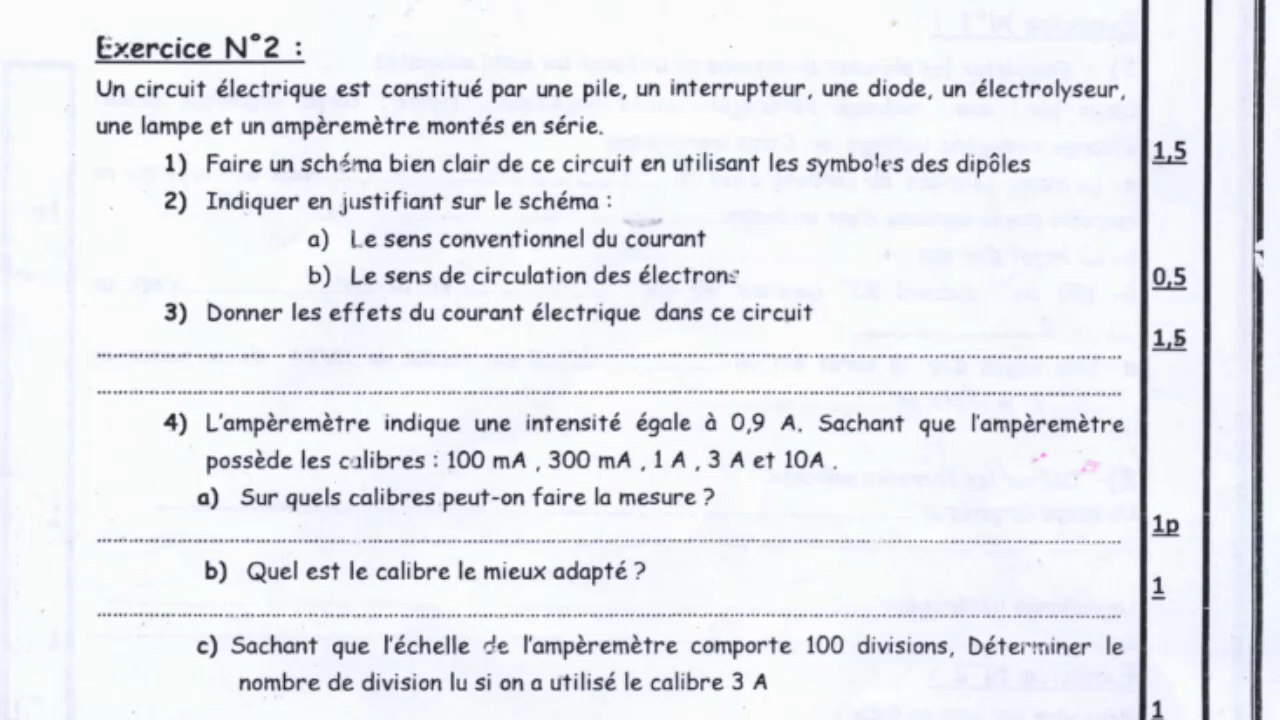 Exercice N°2 :
Un circuit électrique est constitué par une pile, un interrupteur, une diode, un électrolyseur,
une lampe et un ampèremètre montés en série.
1) Faire un schéma bien clair de ce circuit en utilisant les symboles des dipôles
1,5
2) Indiquer en justifiant sur le schéma :
a) Le sens conventionnel du courant
b) Le sens de circulation des électrons
0,5
3) Donner les effets du courant électrique dans ce circuit
1,5
4) L'ampèremètre indique une intensité égale à 0,9 A. Sachant que l'ampèremètre
possède les calibres : 100 mA , 300 mA , 1 A , 3 A et 10A .
a) Sur quels calibres peut-on faire la mesure ?
1p
b) Quel est le calibre le mieux adapté ?
1
c) Sachant que l'échelle de l'ampèremètre comporte 100 divisions, Déterminer le
nombre de division lu si on a utilisé le calibre 3 A
1